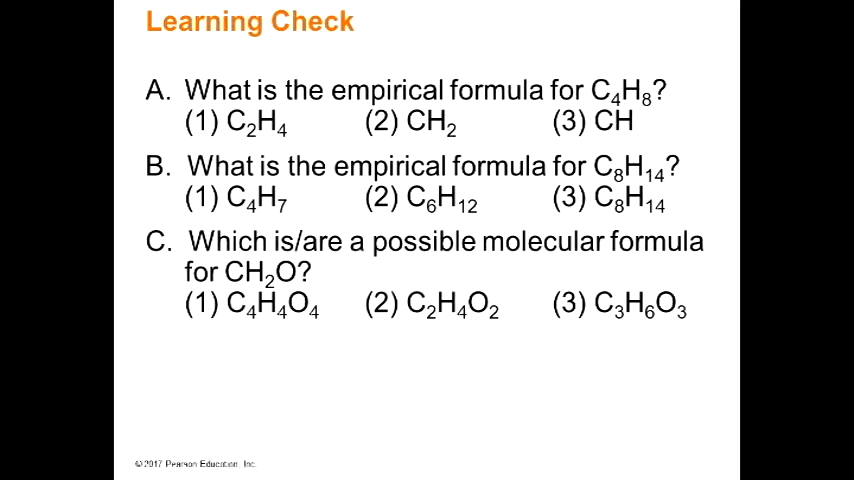 Learning Check
A. What is the empirical formula for C₄H₈?
(1) C₂H₄ (2) CH₂ (3) CH
B. What is the empirical formula for C₈H₁₄?
(1) C₄H₇ (2) C₆H₁₂ (3) C₈H₁₄
C. Which is/are a possible molecular formula
for CH₂O?
(1) C₄H₄O₄ (2) C₂H₄O₂ (3) C₃H₆O₃
© 2017 Pearson Education, Inc.